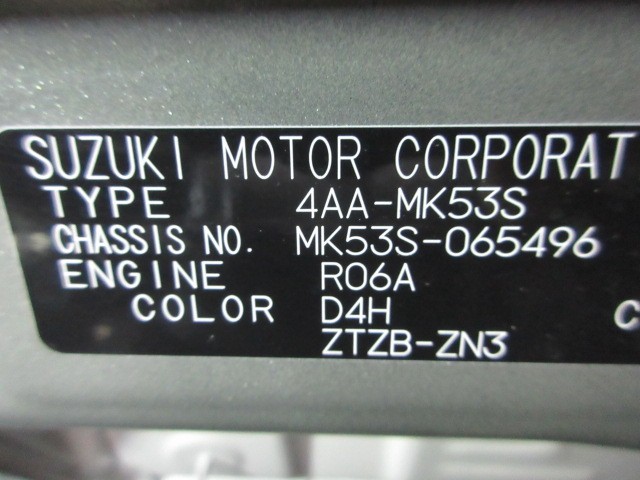 SUZUKI MOTOR CORPORAT
TYPE 4AA-MK53S
CHASSIS NO. MK53S-065496
ENGINE R06A
COLOR D4H C
ZTZB-ZN3